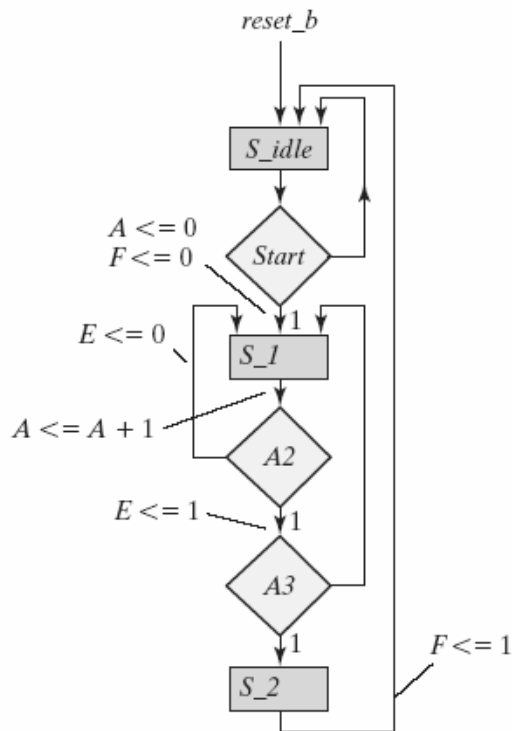 reset_b
S_idle
A <= 0
F <= 0
Start
1
E <= 0
S_1
A <= A + 1
A2
E <= 1
1
A3
1
F <= 1
S_2